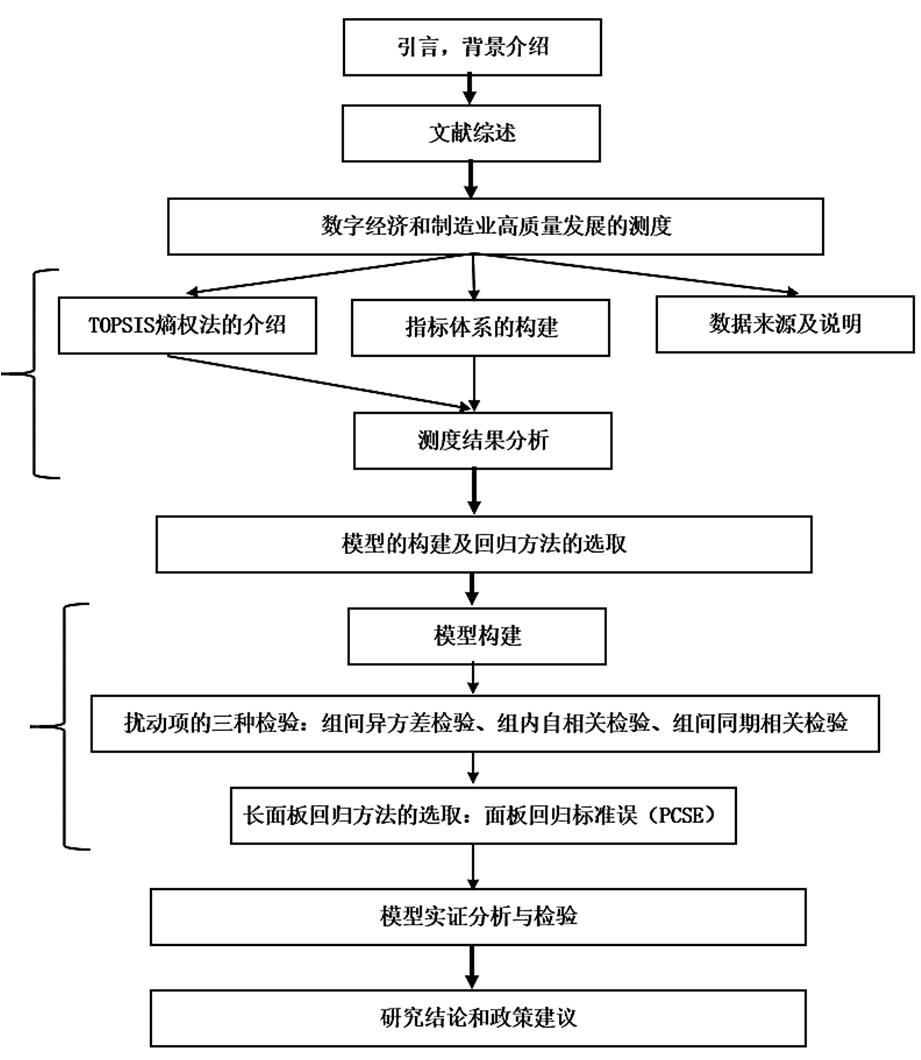 引言，背景介绍
文献综述
数字经济和制造业高质量发展的测度
TOPSIS熵权法的介绍
指标体系的构建
数据来源及说明
测度结果分析
模型的构建及回归方法的选取
模型构建
扰动项的三种检验：组间异方差检验、组内自相关检验、组间同期相关检验
长面板回归方法的选取：面板回归标准误（PCSE）
模型实证分析与检验
研究结论和政策建议